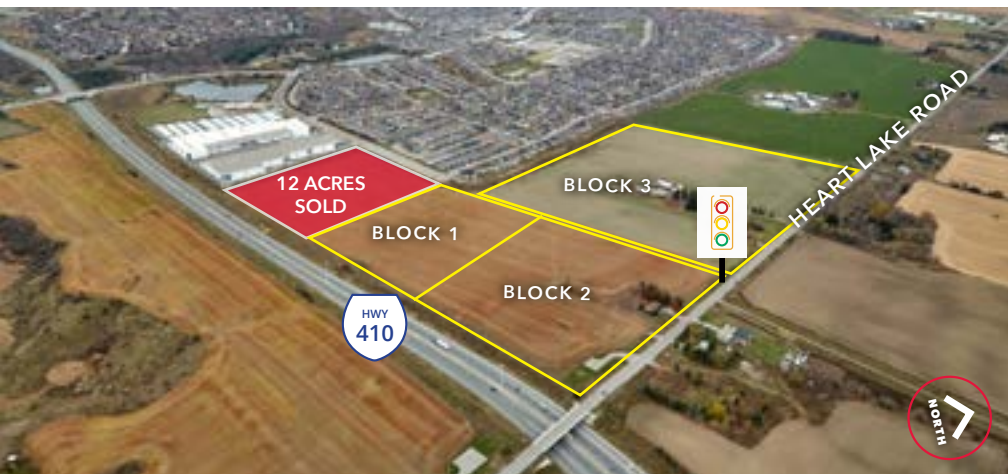 12 ACRES
SOLD
BLOCK 1
BLOCK 2
BLOCK 3
HEART LAKE ROAD
HWY
410
NORTH